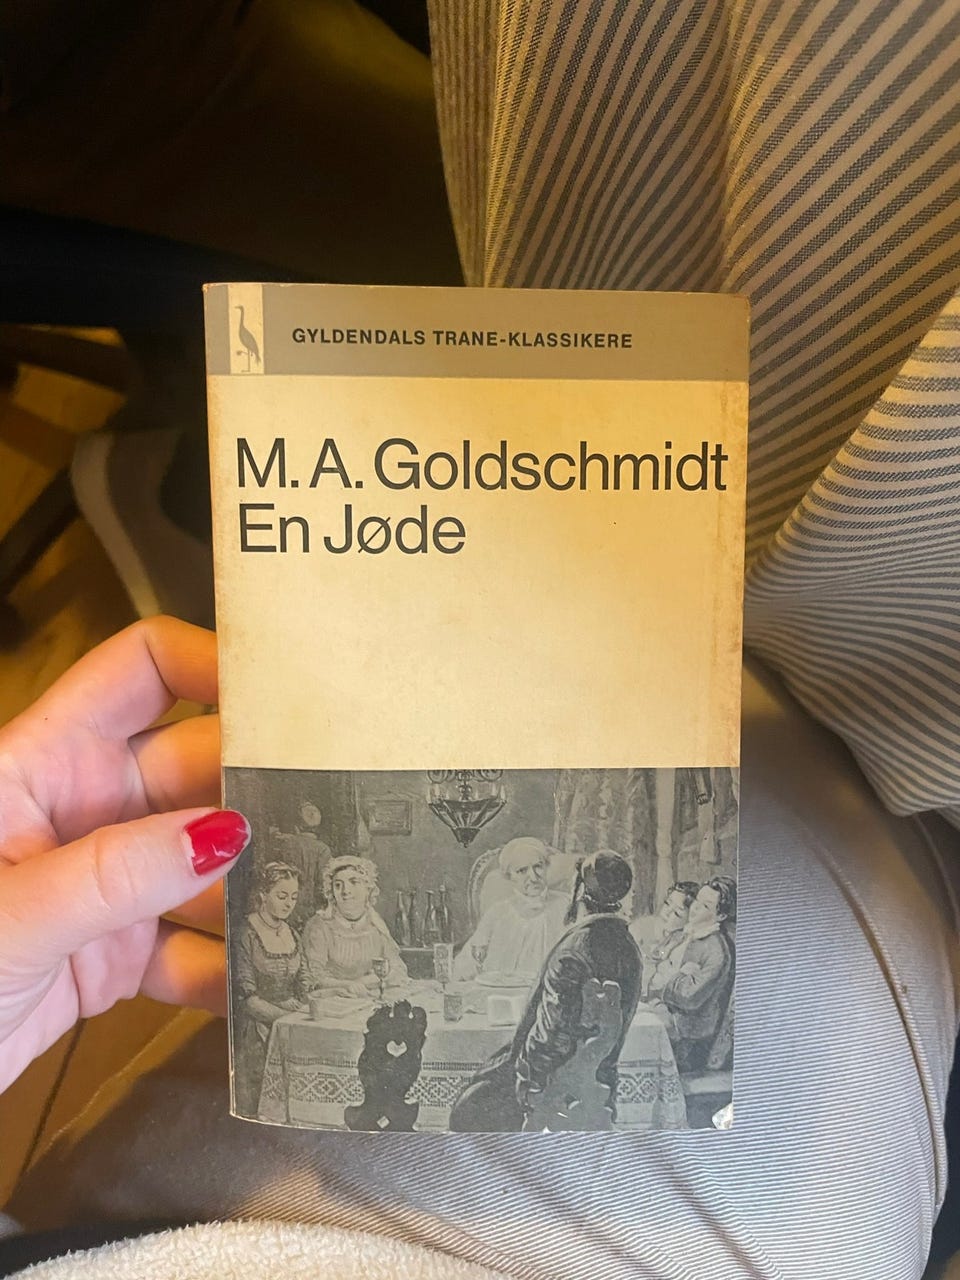 GYLDENDALS TRANE-KLASSIKERE
M. A. Goldschmidt
En Jøde